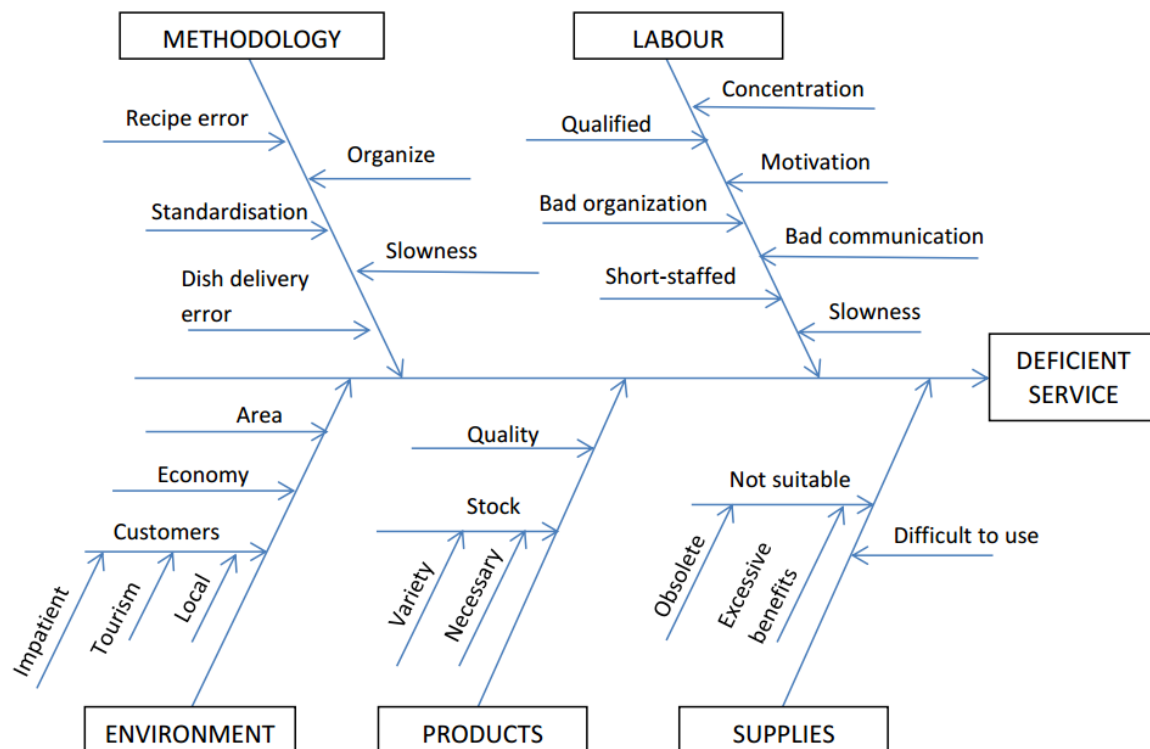 METHODOLOGY
LABOUR
Recipe error
Organize
Standardisation
Slowness
Dish delivery
error
Concentration
Qualified
Motivation
Bad organization
Bad communication
Short-staffed
Slowness
DEFICIENT
SERVICE
Area
Economy
Customers
Impatient
Tourism
Local
Quality
Stock
Variety
Necessary
Not suitable
Obsolete
Excessive
benefits
Difficult to use
ENVIRONMENT
PRODUCTS
SUPPLIES